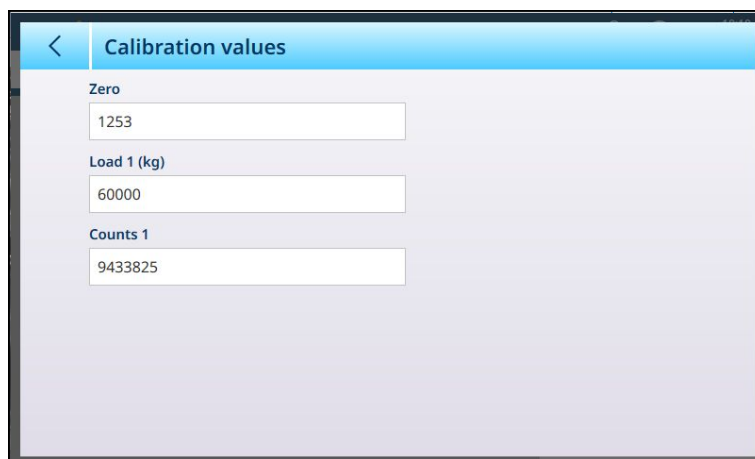 Calibration values
Zero
1253
Load 1 (kg)
60000
Counts 1
9433825